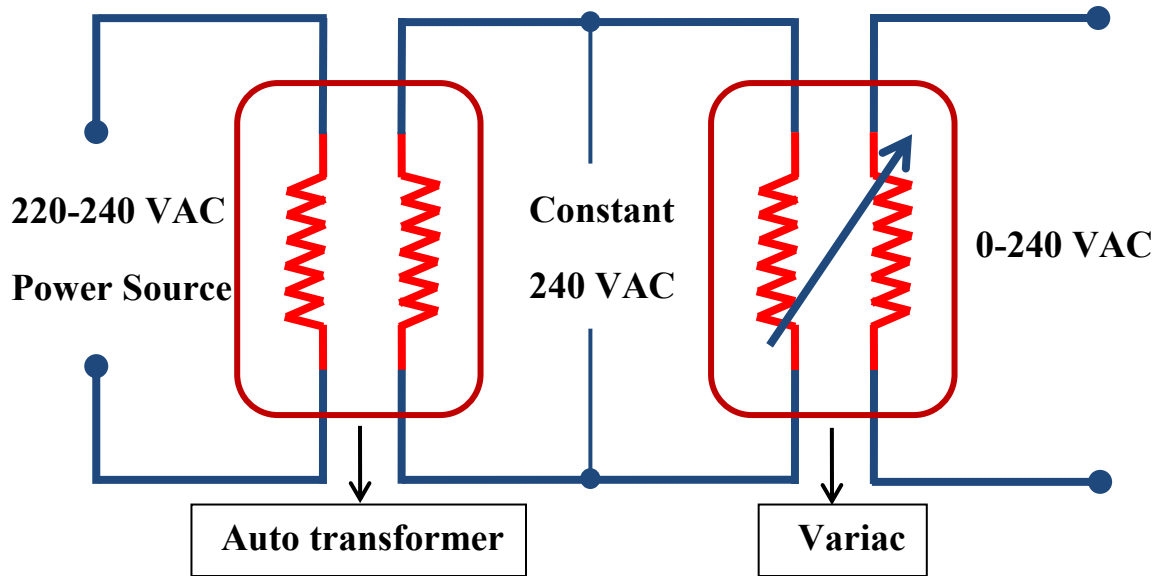 220-240 VAC
Power Source
Constant
240 VAC
0-240 VAC
Auto transformer
Variac